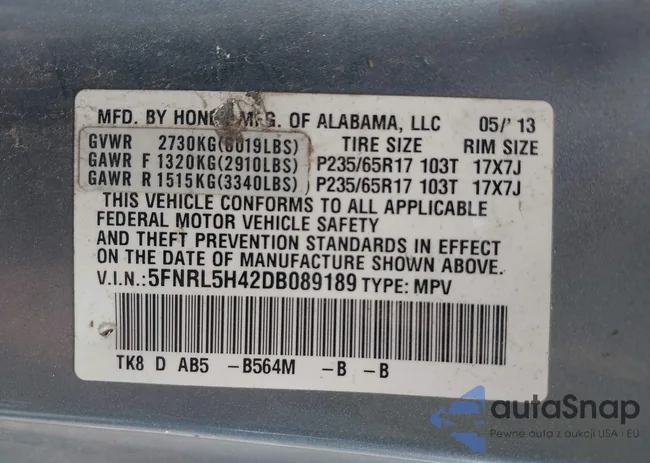 MFD. BY HONDA MFG. OF ALABAMA, LLC 05/'13
GVWR 2730KG(6019LBS) TIRE SIZE RIM SIZE
GAWR F 1320KG(2910LBS) P235/65R17 103T 17X7J
GAWR R 1515KG(3340LBS) P235/65R17 103T 17X7J
THIS VEHICLE CONFORMS TO ALL APPLICABLE
FEDERAL MOTOR VEHICLE SAFETY
AND THEFT PREVENTION STANDARDS IN EFFECT
ON THE DATE OF MANUFACTURE SHOWN ABOVE.
V.I.N.:5FNRL5H42DB089189 TYPE: MPV
TK8 D AB5 -B564M -B -B
autaSnap
Pewne auta z aukcji USA i EU